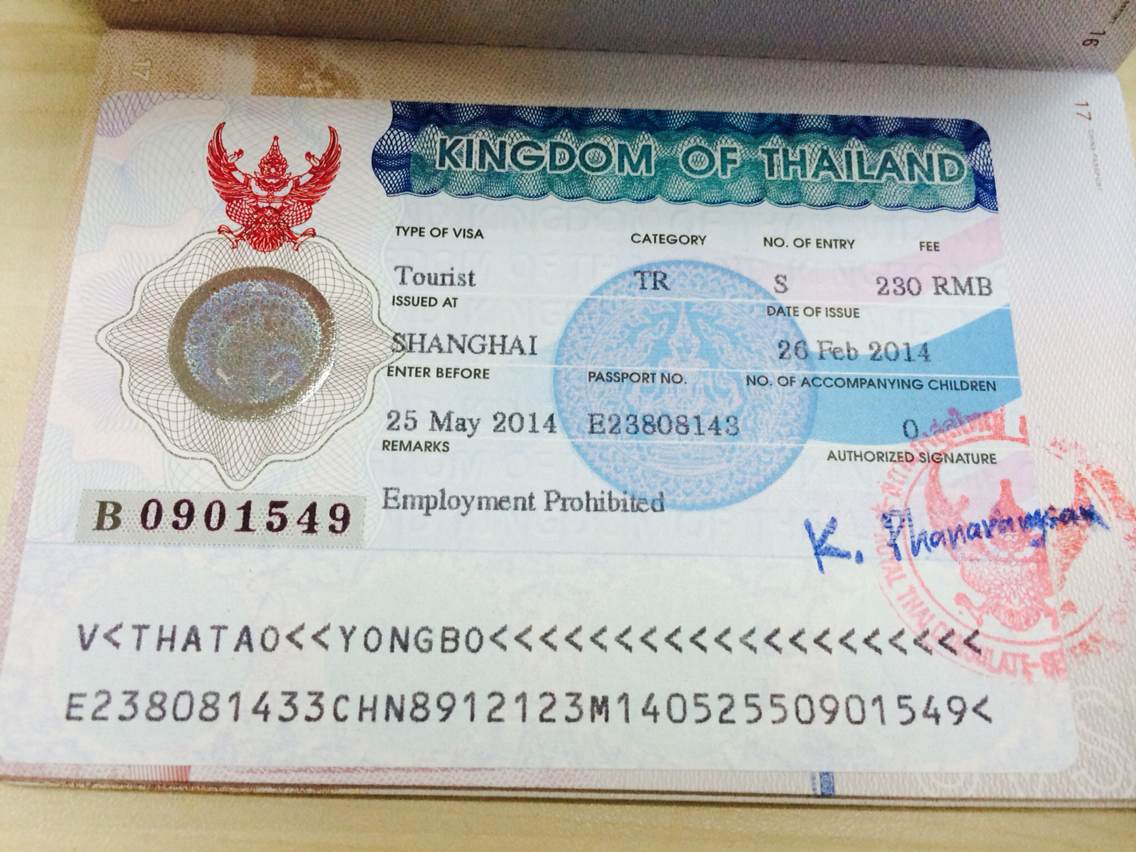 16
17
17
KINGDOM OF THAILAND
TYPE OF VISA CATEGORY NO. OF ENTRY FEE
Tourist TR S 230 RMB
ISSUED AT DATE OF ISSUE
SHANGHAI 26 Feb 2014
ENTER BEFORE PASSPORT NO. NO. OF ACCOMPANYING CHILDREN
25 May 2014 E23808143 0
REMARKS AUTHORIZED SIGNATURE
Employment Prohibited
B 0901549
K.
V<THATAO<<YONGBO<<<<<<<<<<<<<<<<<<<<
E238081433CHN8912123M14052550901549<